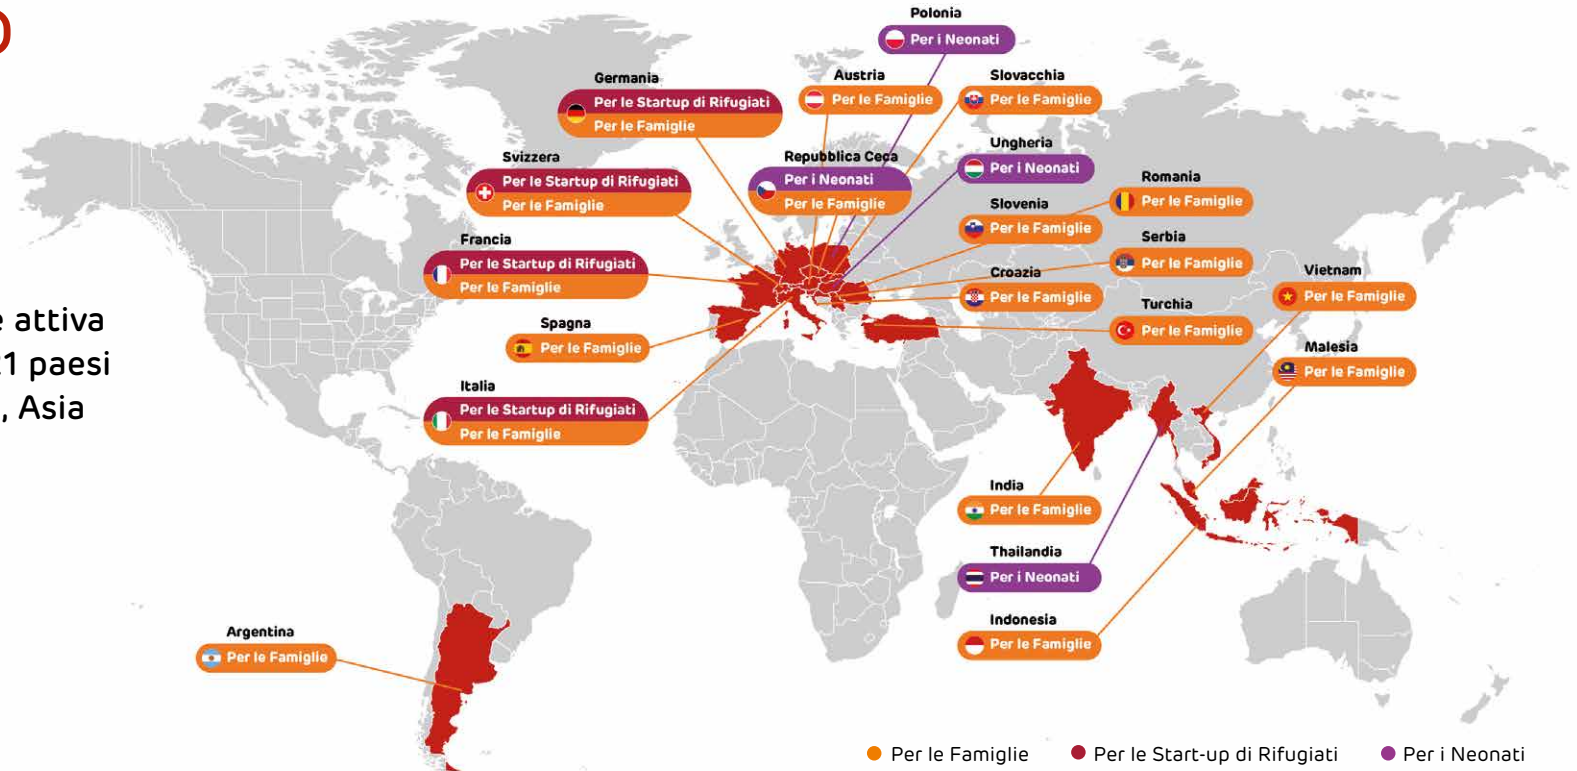 Polonia
Per i Neonati
Germania
Per le Startup di Rifugiati
Per le Famiglie
Austria
Per le Famiglie
Slovacchia
Per le Famiglie
Svizzera
Per le Startup di Rifugiati
Per le Famiglie
Repubblica Ceca
Per i Neonati
Per le Famiglie
Ungheria
Per i Neonati
Romania
Per le Famiglie
Slovenia
Per le Famiglie
Francia
Per le Startup di Rifugiati
Per le Famiglie
Serbia
Per le Famiglie
Croazia
Per le Famiglie
Vietnam
Per le Famiglie
Turchia
Per le Famiglie
Spagna
Per le Famiglie
Malesia
Per le Famiglie
e attiva
1 paesi
, Asia
Italia
Per le Startup di Rifugiati
Per le Famiglie
India
Per le Famiglie
Thailandia
Per i Neonati
Indonesia
Per le Famiglie
Argentina
Per le Famiglie
Per le Famiglie
Per le Start-up di Rifugiati
Per i Neonati